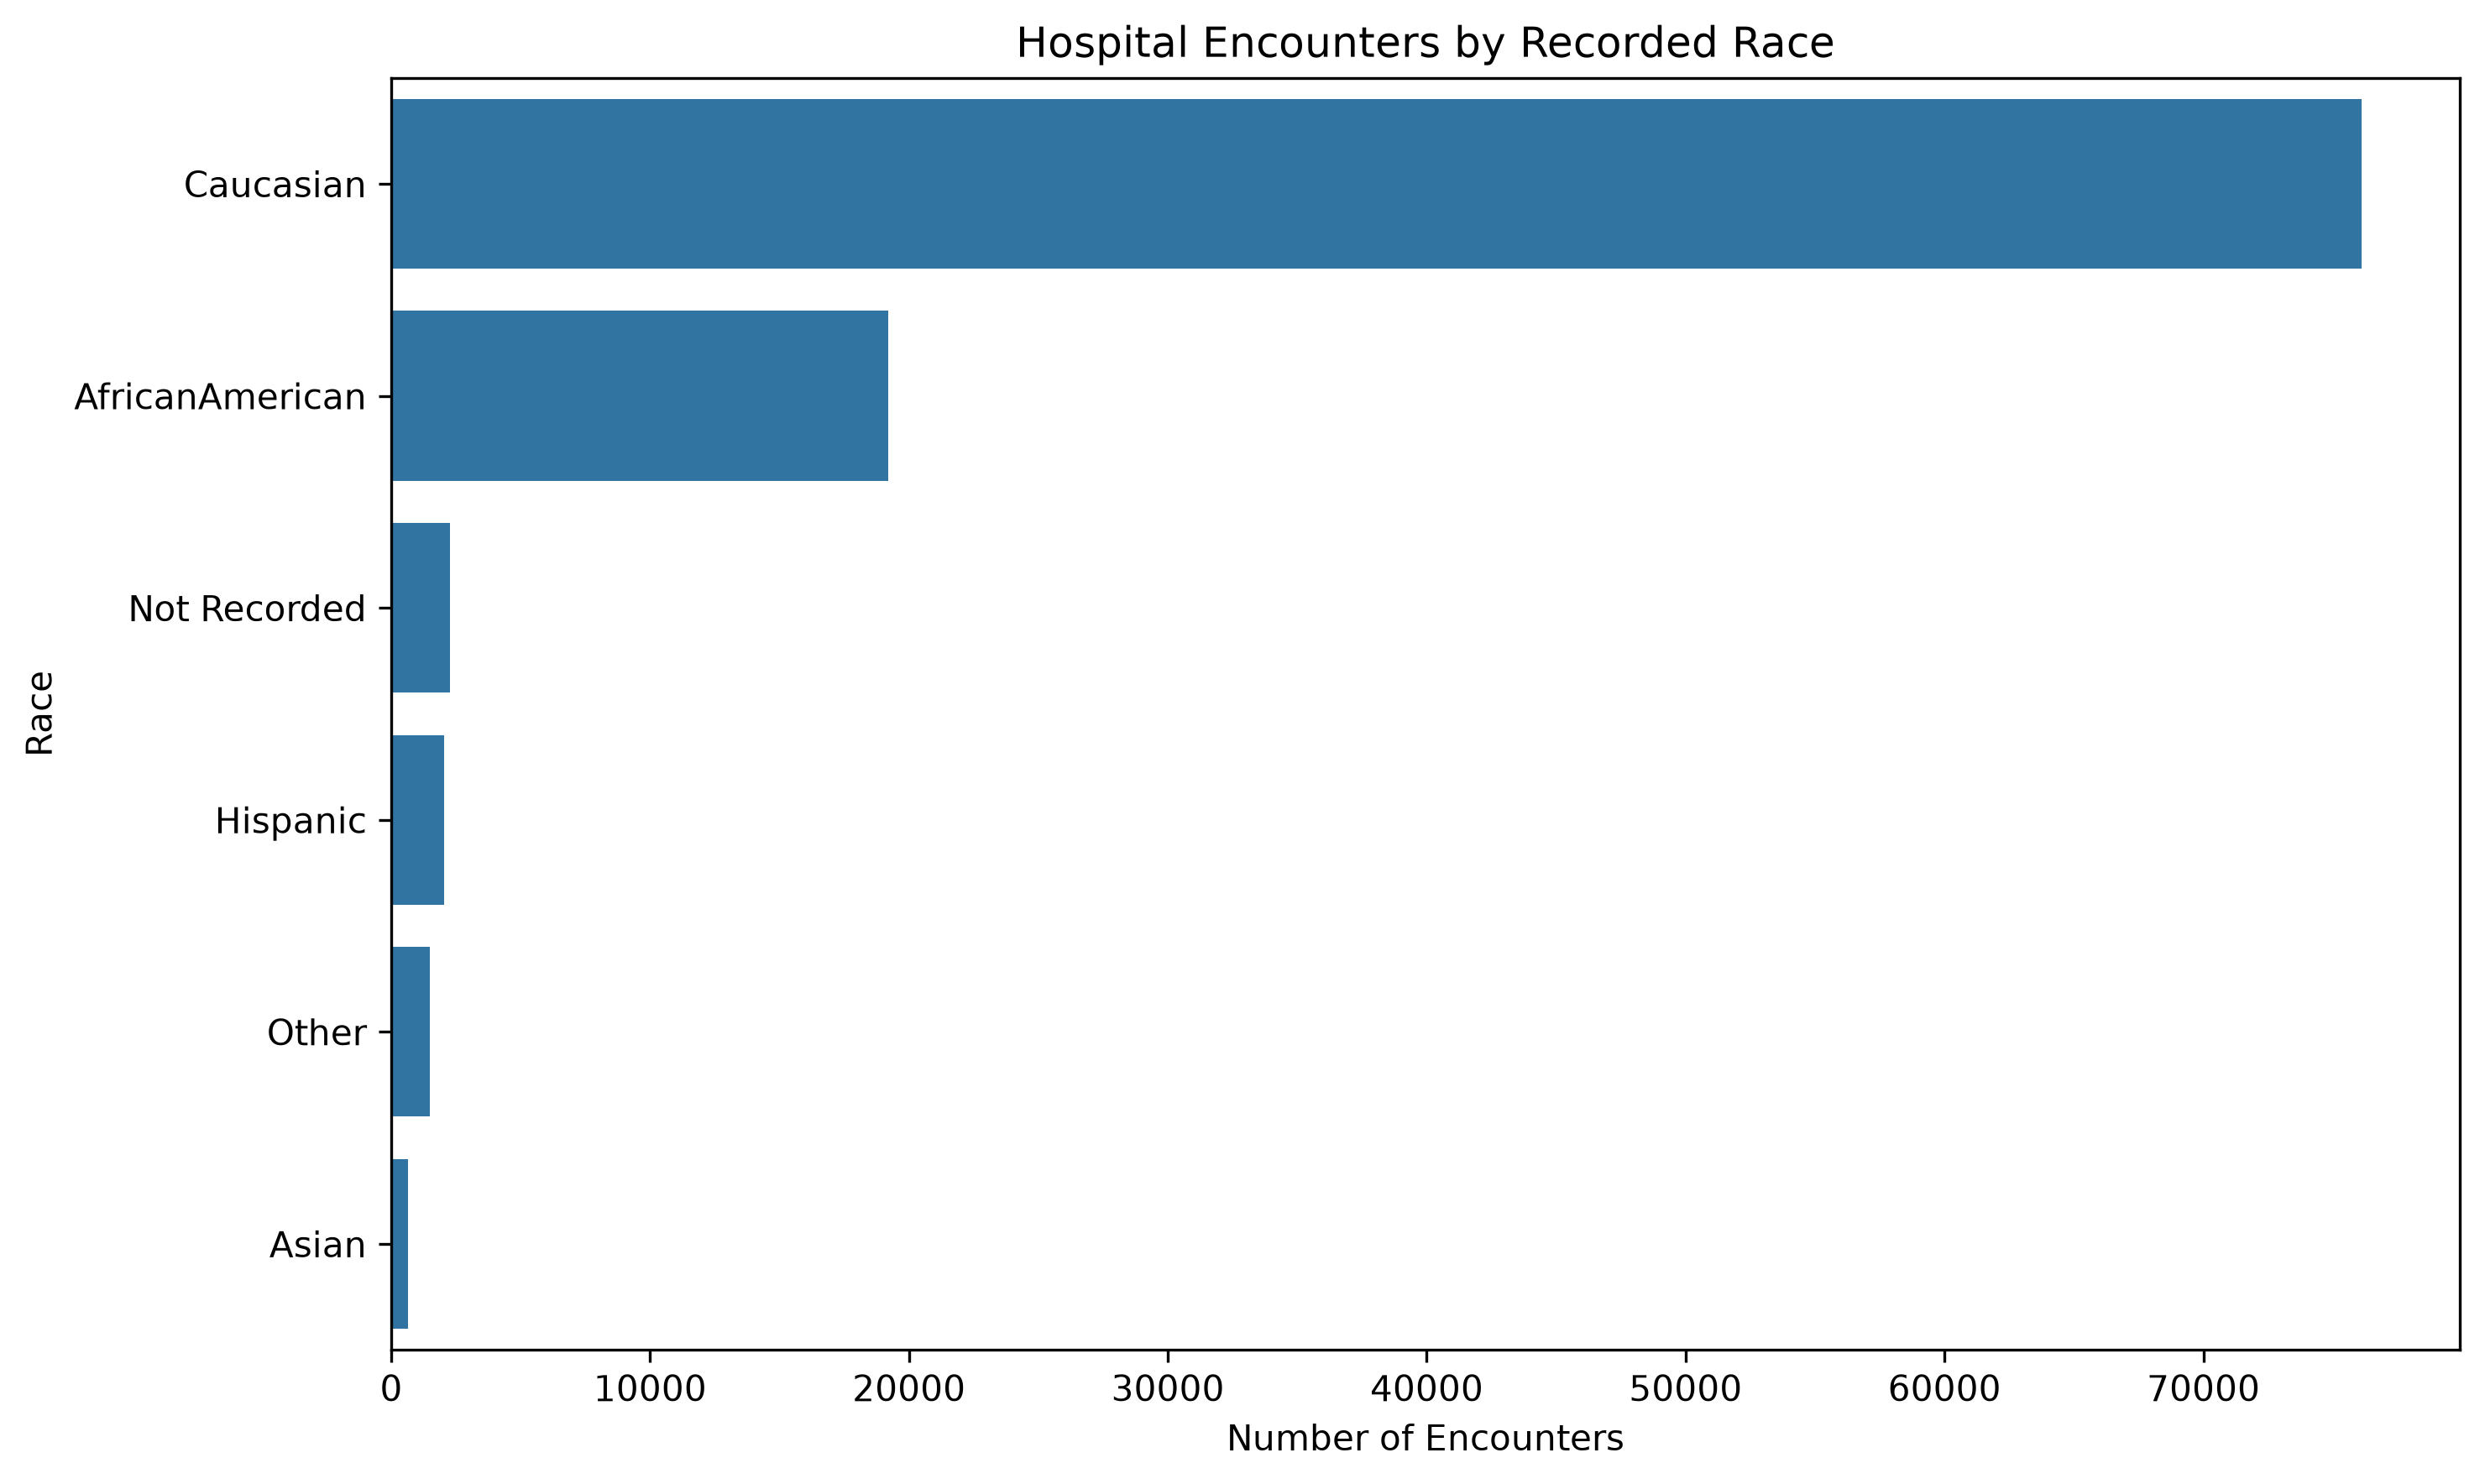 Hospital Encounters by Recorded Race
Caucasian
AfricanAmerican
Not Recorded
Hispanic
Other
Asian
Race
0 10000 20000 30000 40000 50000 60000 70000
Number of Encounters